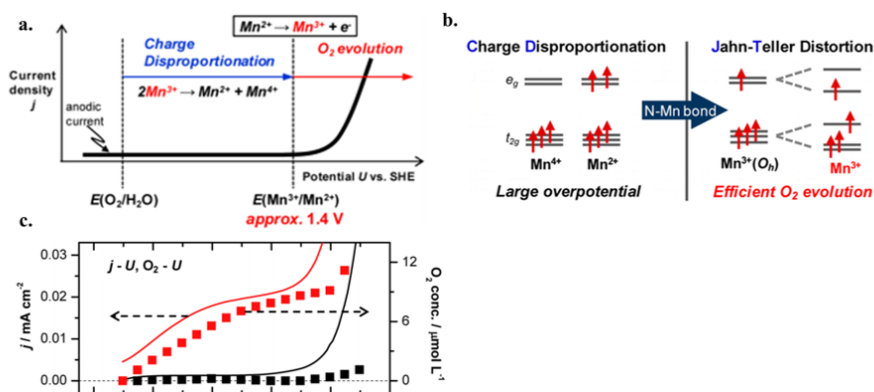 a.
Mn²⁺ → Mn³⁺ + e⁻
Charge
Disproportionation
O₂ evolution
2Mn³⁺ → Mn²⁺ + Mn⁴⁺
Current
density
j
anodic
current
Potential U vs. SHE
E(O₂/H₂O)
E(Mn³⁺/Mn²⁺)
approx. 1.4 V
b.
Charge Disproportionation
Jahn-Teller Distortion
e_g
t_2g
N-Mn bond
Mn⁴⁺
Mn²⁺
Mn³⁺(O_h)
Mn³⁺
Large overpotential
Efficient O₂ evolution
c.
j - U, O₂ - U
j / mA cm⁻²
0.03
0.02
0.01
0.00
12
6
0
O₂ conc. / μmol L⁻¹